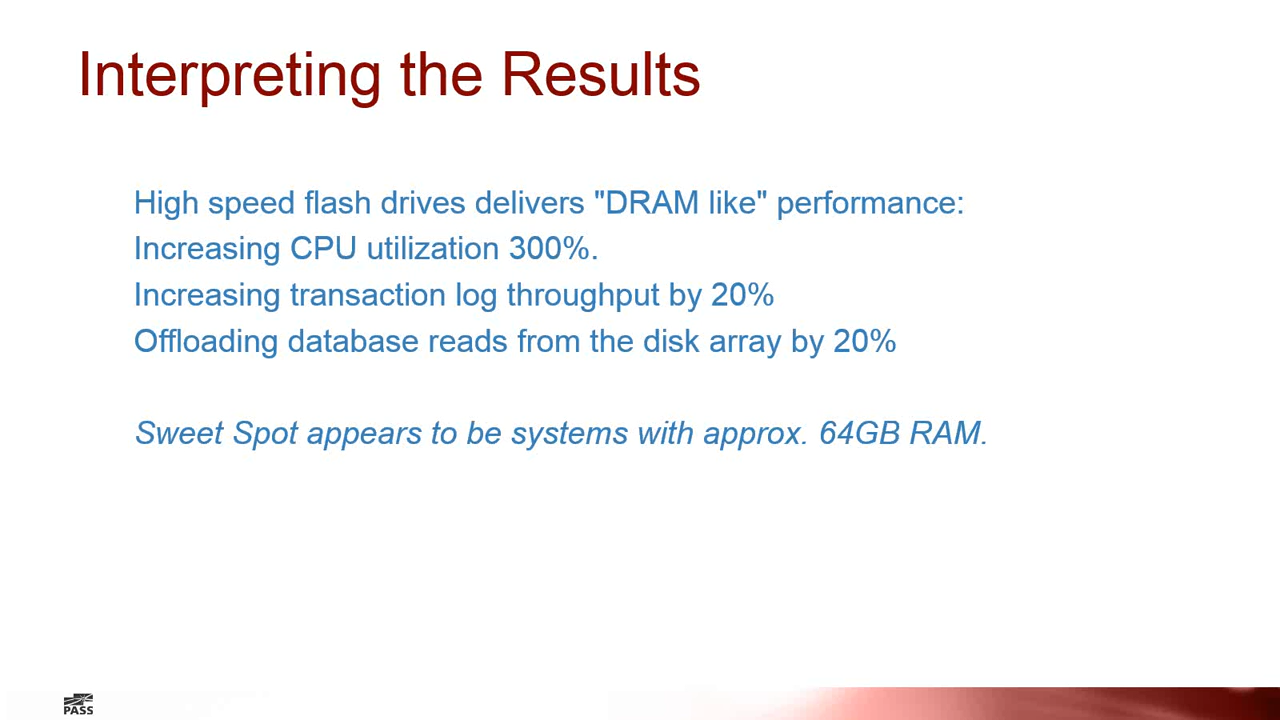 Interpreting the Results
High speed flash drives delivers "DRAM like" performance:
Increasing CPU utilization 300%.
Increasing transaction log throughput by 20%
Offloading database reads from the disk array by 20%
Sweet Spot appears to be systems with approx. 64GB RAM.
PASS